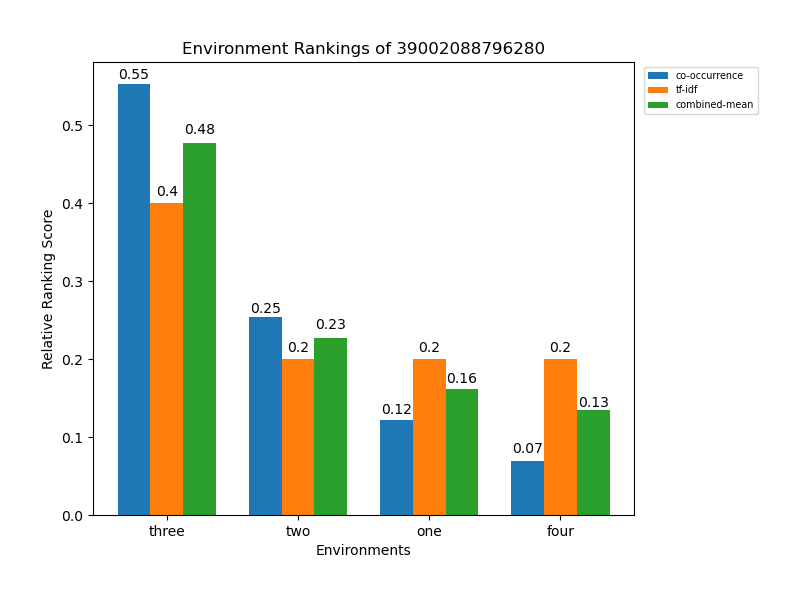 Environment Rankings of 39002088796280
co-occurrence
tf-idf
combined-mean
Relative Ranking Score
0.5
0.4
0.3
0.2
0.1
0.0
0.55
0.4
0.48
0.25
0.2
0.23
0.12
0.2
0.16
0.07
0.2
0.13
three two one four
Environments